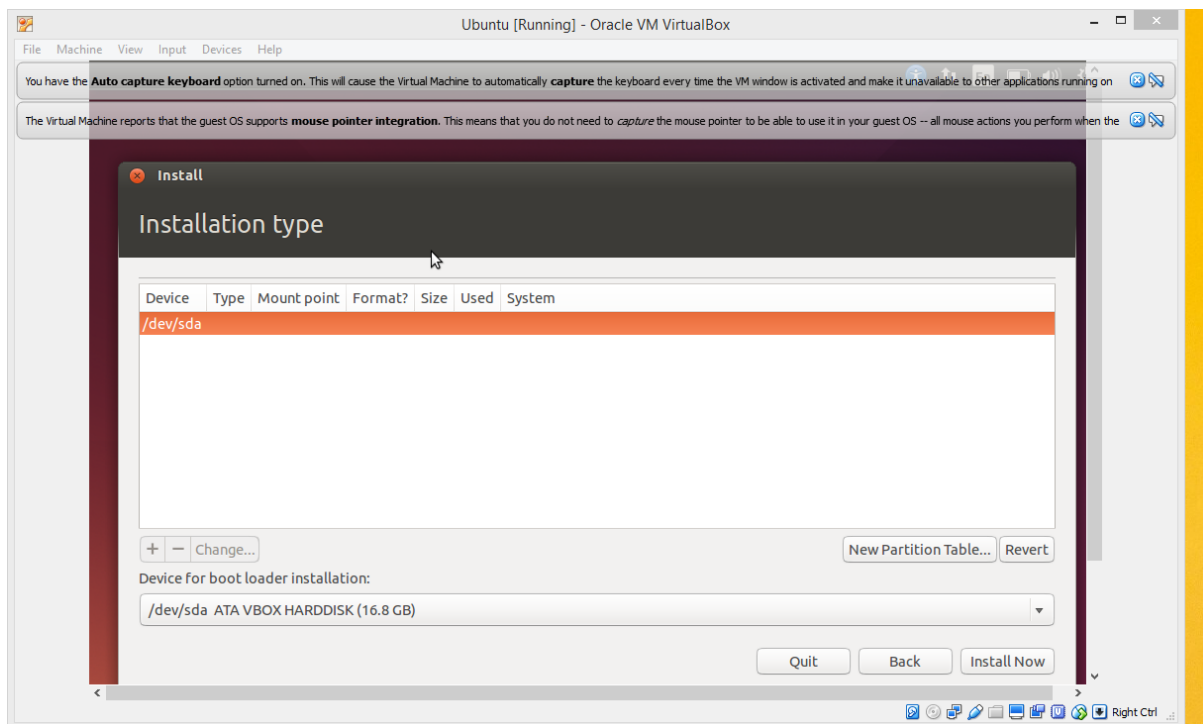 Ubuntu [Running] - Oracle VM VirtualBox
File Machine View Input Devices Help
You have the Auto capture keyboard option turned on. This will cause the Virtual Machine to automatically capture the keyboard every time the VM window is activated and make it unavailable to other applications running on
The Virtual Machine reports that the guest OS supports mouse pointer integration. This means that you do not need to capture the mouse pointer to be able to use it in your guest OS -- all mouse actions you perform when the
Install
Installation type
Device Type Mount point Format? Size Used System
/dev/sda
+ − Change... New Partition Table... Revert
Device for boot loader installation:
/dev/sda ATA VBOX HARDDISK (16.8 GB)
Quit Back Install Now
Right Ctrl